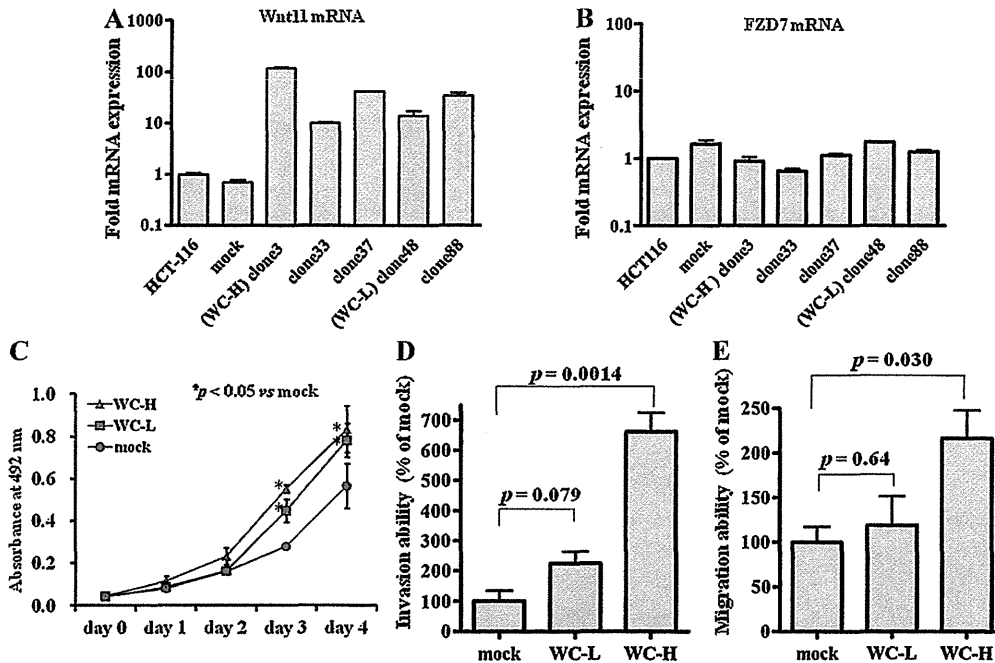 A
Wnt11 mRNA
Fold mRNA expression
1000
100
10
1
0.1
HCT-116
mock
(WC-H) clone3
clone33
clone37
(WC-L) clone48
clone88
B
FZD7 mRNA
Fold mRNA expression
100
10
1
0.1
HCT116
mock
(WC-H ) clone3
clone33
clone37
(WC-L) clone48
clone88
C
*p < 0.05 vs mock
WC-H
WC-L
mock
Absorbance at 492 nm
1.0
0.8
0.6
0.4
0.2
0.0
* *
* *
day 0 day 1 day 2 day 3 day 4
D
p = 0.0014
p = 0.079
Invasion ability (% of mock)
700
600
500
400
300
200
100
0
mock WC-L WC-H
E
p = 0.030
p = 0.64
Migration ability (% of mock)
250
200
150
100
50
0
mock WC-L WC-H